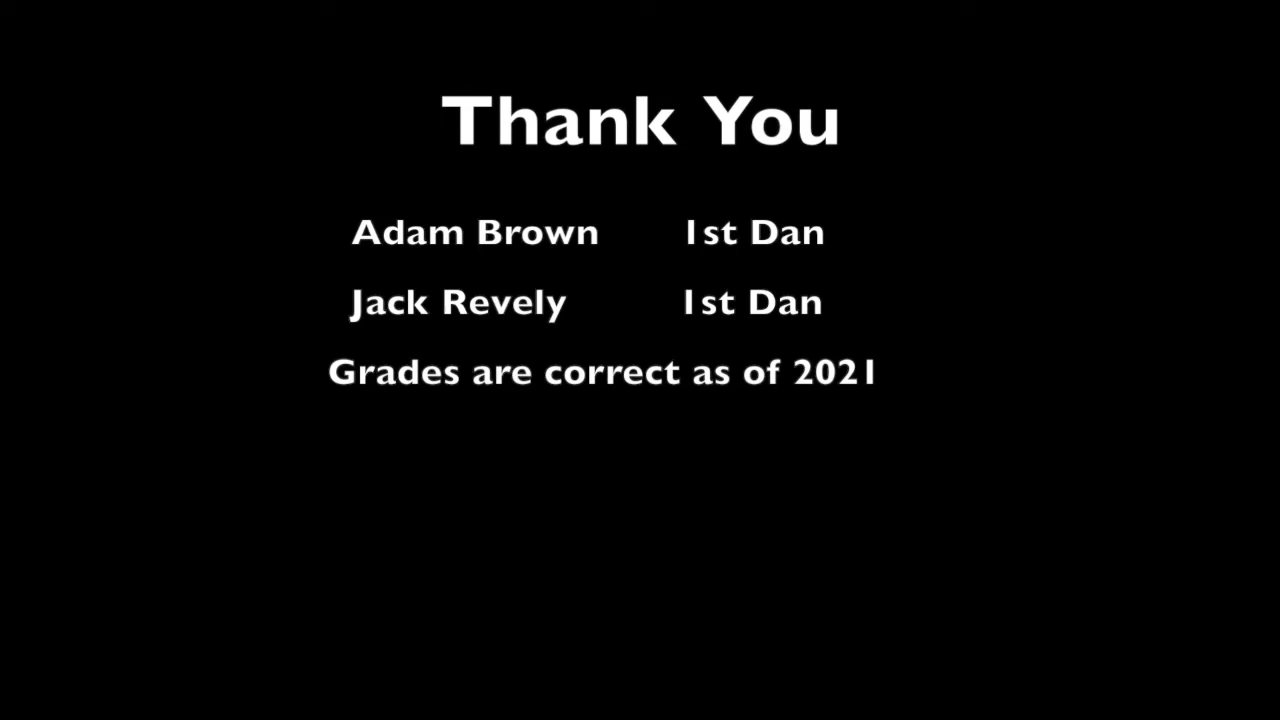 Thank You
Adam Brown 1st Dan
Jack Revely 1st Dan
Grades are correct as of 2021